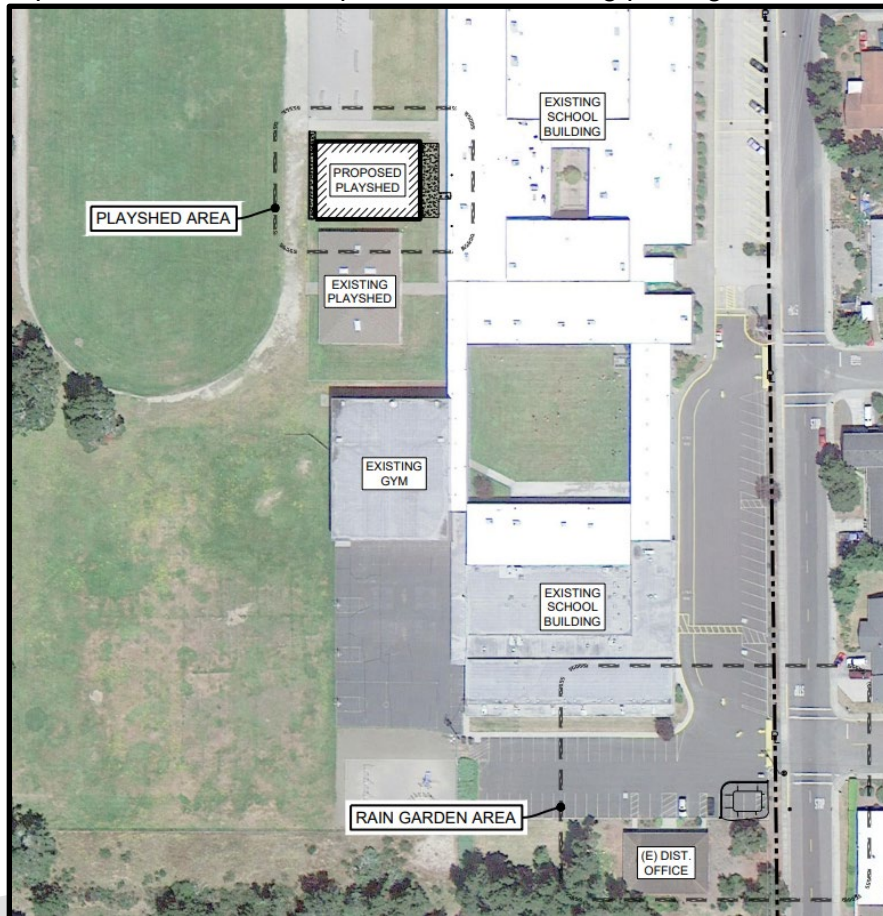 EXISTING
SCHOOL
BUILDING
PROPOSED
PLAYSHED
PLAYSHED AREA
EXISTING
PLAYSHED
EXISTING
GYM
EXISTING
SCHOOL
BUILDING
RAIN GARDEN AREA
(E) DIST.
OFFICE
STOP